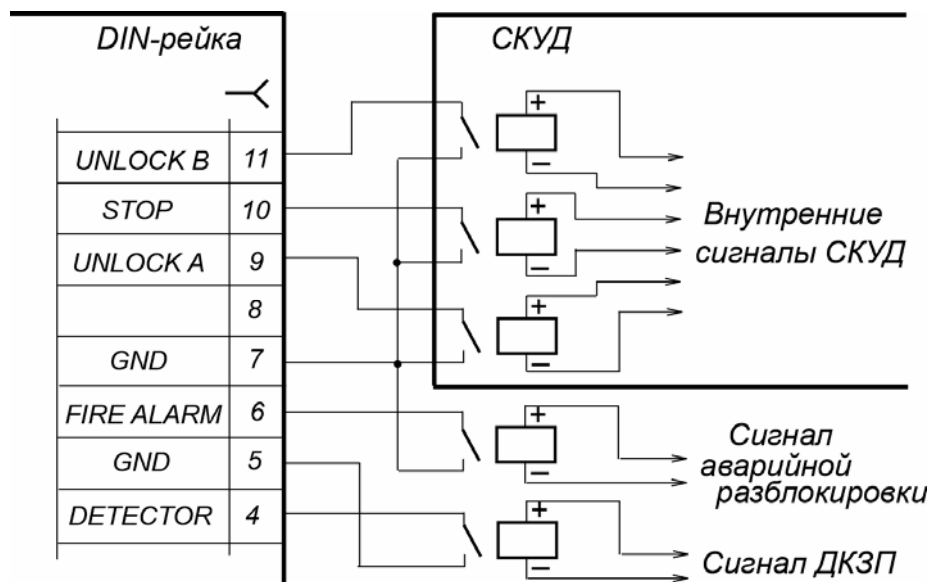 DIN-рейка
СКУД
UNLOCK B 11
STOP 10
UNLOCK A 9
8
GND 7
FIRE ALARM 6
GND 5
DETECTOR 4
+
−
+
−
+
−
Внутренние
сигналы СКУД
+
−
Сигнал
аварийной
разблокировки
+
−
Сигнал ДКЗП